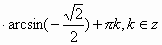 · arcsin(−√2/2) + πk, k ∈ z